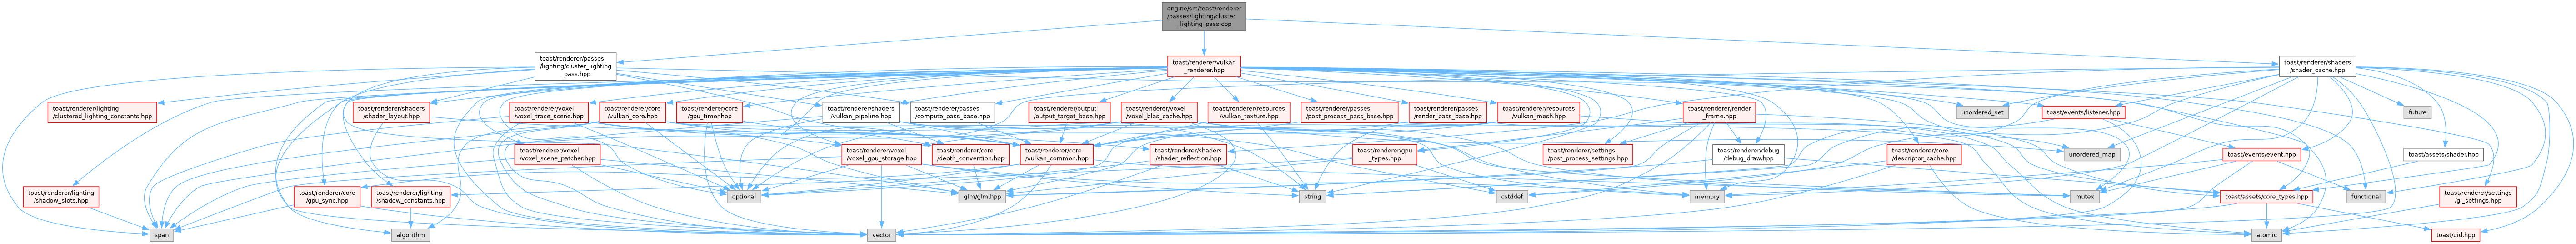 engine/src/toast/renderer
/passes/lighting/cluster
_lighting_pass.cpp
toast/renderer/passes
/lighting/cluster_lighting
_pass.hpp
toast/renderer/vulkan
_renderer.hpp
toast/renderer/shaders
/shader_cache.hpp
toast/renderer/lighting
/clustered_lighting_constants.hpp
toast/renderer/shaders
/shader_layout.hpp
toast/renderer/voxel
/voxel_trace_scene.hpp
toast/renderer/core
/vulkan_core.hpp
toast/renderer/core
/gpu_timer.hpp
toast/renderer/shaders
/vulkan_pipeline.hpp
toast/renderer/passes
/compute_pass_base.hpp
toast/renderer/output
/output_target_base.hpp
toast/renderer/voxel
/voxel_blas_cache.hpp
toast/renderer/resources
/vulkan_texture.hpp
toast/renderer/passes
/post_process_pass_base.hpp
toast/renderer/passes
/render_pass_base.hpp
toast/renderer/resources
/vulkan_mesh.hpp
toast/renderer/render
_frame.hpp
unordered_set
toast/events/listener.hpp
future
toast/renderer/voxel
/voxel_scene_patcher.hpp
toast/renderer/voxel
/voxel_gpu_storage.hpp
toast/renderer/core
/depth_convention.hpp
toast/renderer/core
/vulkan_common.hpp
toast/renderer/shaders
/shader_reflection.hpp
toast/renderer/gpu
_types.hpp
toast/renderer/settings
/post_process_settings.hpp
toast/renderer/debug
/debug_draw.hpp
toast/renderer/core
/descriptor_cache.hpp
unordered_map
toast/events/event.hpp
toast/assets/shader.hpp
toast/renderer/lighting
/shadow_slots.hpp
toast/renderer/core
/gpu_sync.hpp
toast/renderer/lighting
/shadow_constants.hpp
optional
glm/glm.hpp
string
cstddef
memory
mutex
toast/assets/core_types.hpp
functional
toast/renderer/settings
/gi_settings.hpp
span
algorithm
vector
atomic
toast/uid.hpp